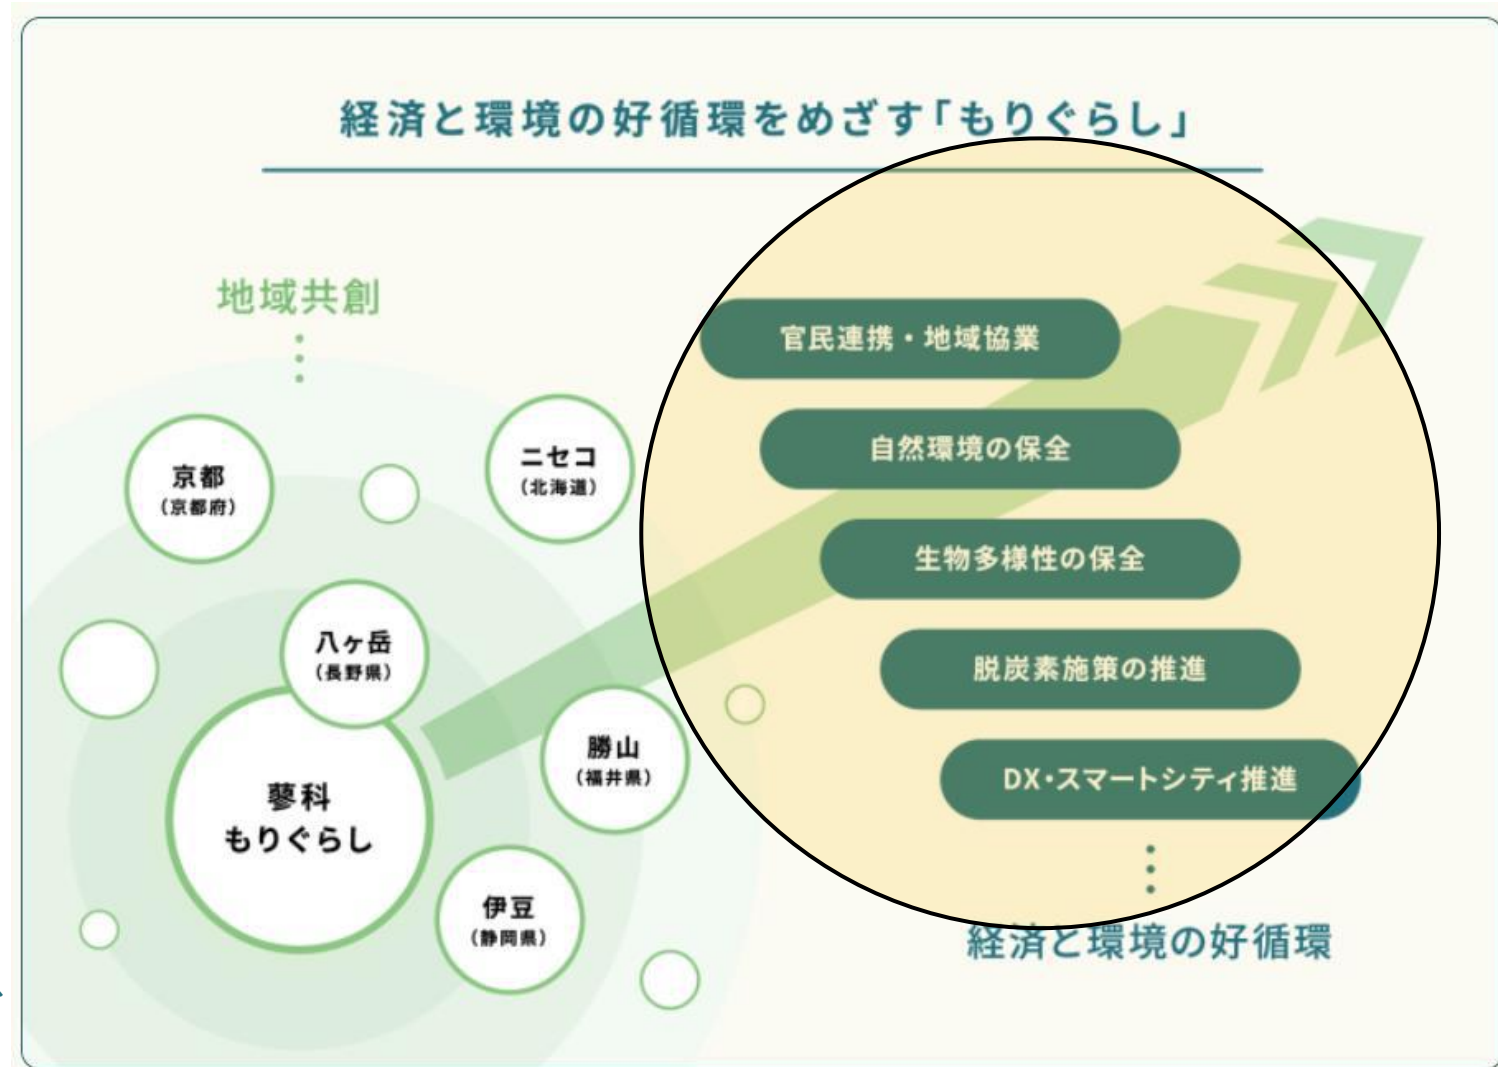 経済と環境の好循環をめざす「もりぐらし」
地域共創
京都
（京都府）
ニセコ
（北海道）
八ヶ岳
（長野県）
蓼科
もりぐらし
勝山
（福井県）
伊豆
（静岡県）
官民連携・地域協業
自然環境の保全
生物多様性の保全
脱炭素施策の推進
DX・スマートシティ推進
経済と環境の好循環